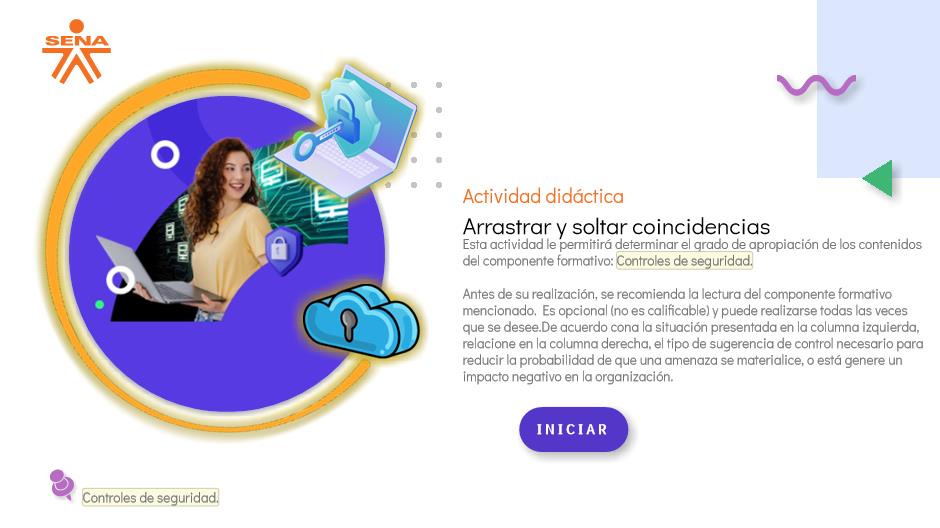 SENA
Actividad didáctica
Arrastrar y soltar coincidencias
Esta actividad le permitirá determinar el grado de apropiación de los contenidos
del componente formativo: Controles de seguridad.
Antes de su realización, se recomienda la lectura del componente formativo
mencionado. Es opcional (no es calificable) y puede realizarse todas las veces
que se desee.De acuerdo cona la situación presentada en la columna izquierda,
relacione en la columna derecha, el tipo de sugerencia de control necesario para
reducir la probabilidad de que una amenaza se materialice, o está genere un
impacto negativo en la organización.
INICIAR
Controles de seguridad.